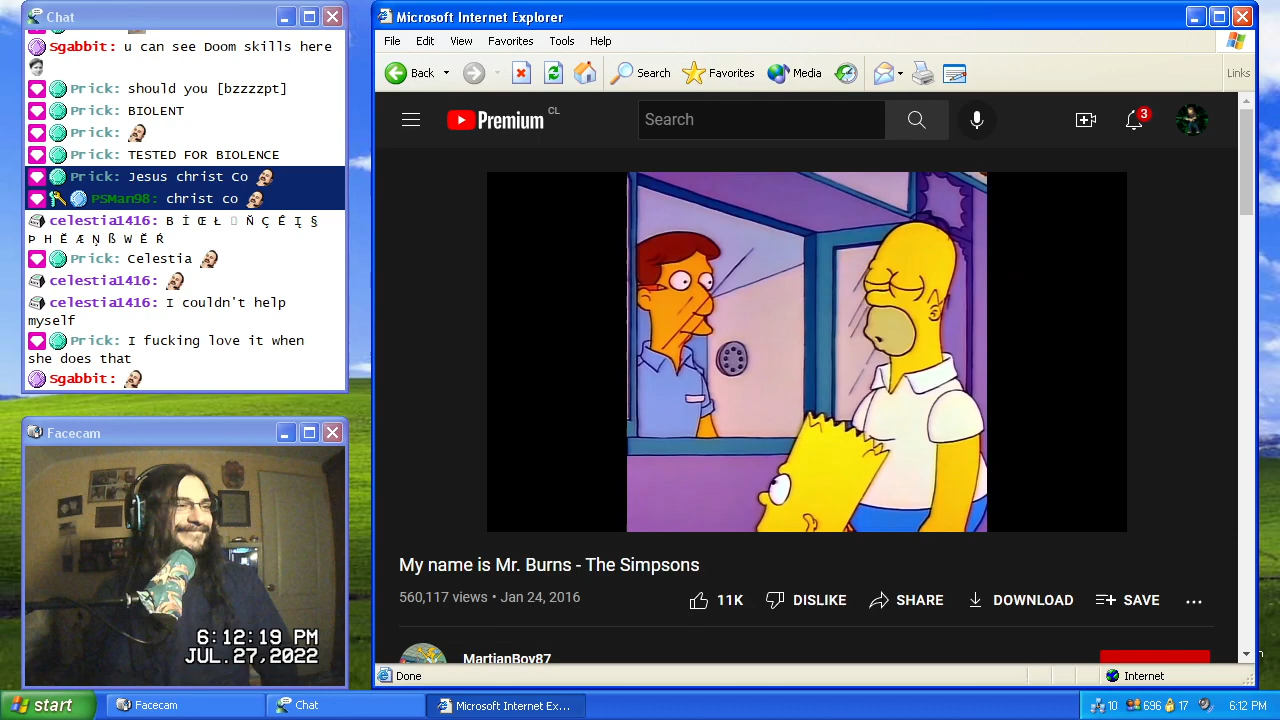 Chat
Sgabbit: u can see Doom skills here
Prick: should you [bzzzzpt]
Prick: BIOLENT
Prick:
Prick: TESTED FOR BIOLENCE
Prick: Jesus christ Co
PSMan98: christ co
celestia1416: B Ï Œ Ł Ñ Ç Ê Į §
Þ H Ë Æ Ņ ß W Ë Ŕ
Prick: Celestia
celestia1416:
celestia1416: I couldn't help
myself
Prick: I fucking love it when
she does that
Sgabbit:
Facecam
6:12:19 PM
JUL.27,2022
Microsoft Internet Explorer
File Edit View Favorites Tools Help
Back Search Favorites Media Links
Premium CL
Search
3
My name is Mr. Burns - The Simpsons
560,117 views • Jan 24, 2016
11K DISLIKE SHARE DOWNLOAD SAVE
MartianBoy87
Done Internet
start Facecam Chat Microsoft Internet Ex... 10 696 17 6:12 PM